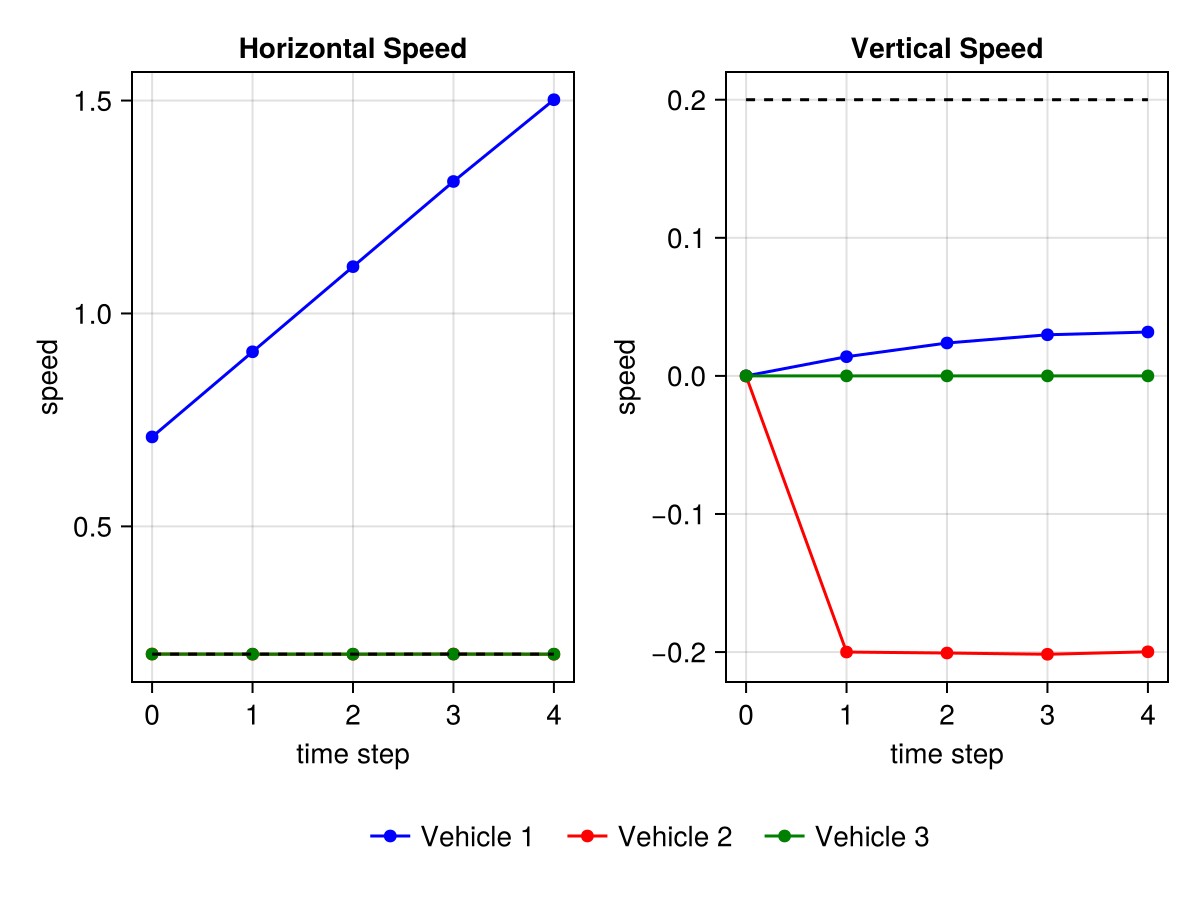 Horizontal Speed
1.5
1.0
0.5
speed
0 1 2 3 4
time step
Vertical Speed
0.2
0.1
0.0
−0.1
−0.2
speed
0 1 2 3 4
time step
Vehicle 1 Vehicle 2 Vehicle 3